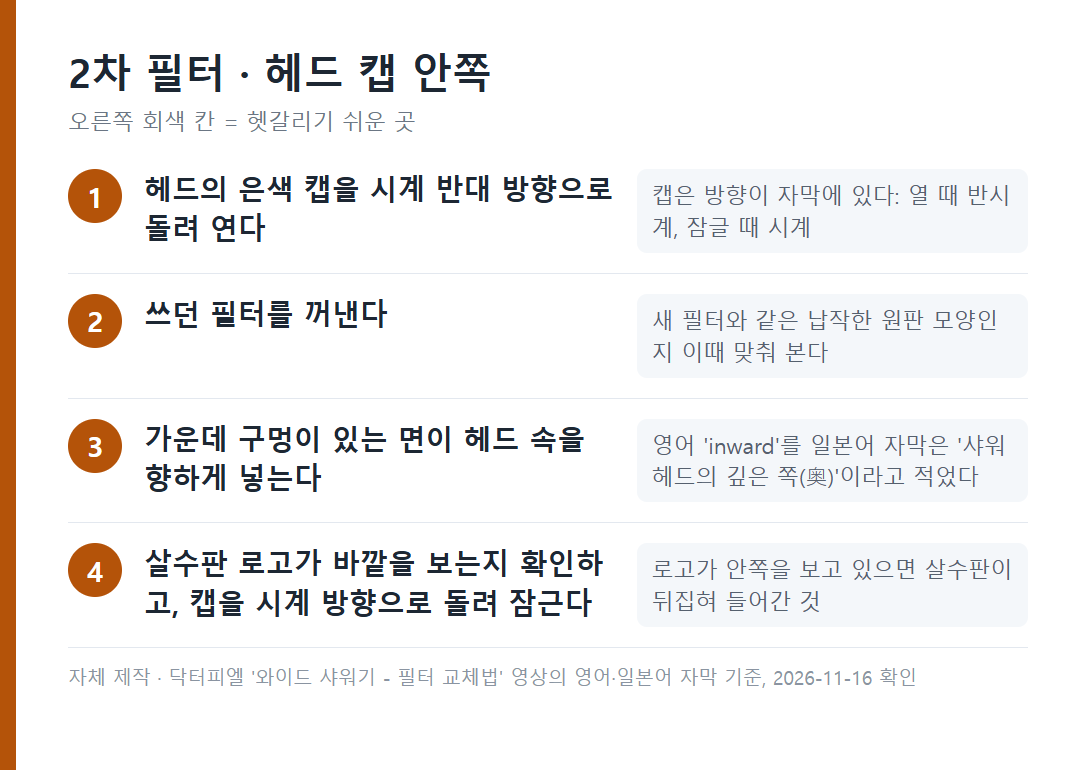 2차 필터 · 헤드 캡 안쪽
오른쪽 회색 칸 = 헷갈리기 쉬운 곳
1
헤드의 은색 캡을 시계 반대 방향으로
돌려 연다
캡은 방향이 자막에 있다: 열 때 반시
계, 잠글 때 시계
2
쓰던 필터를 꺼낸다
새 필터와 같은 납작한 원판 모양인
지 이때 맞춰 본다
3
가운데 구멍이 있는 면이 헤드 속을
향하게 넣는다
영어 'inward'를 일본어 자막은 '샤워
헤드의 깊은 쪽(奥)'이라고 적었다
4
살수판 로고가 바깥을 보는지 확인하
고, 캡을 시계 방향으로 돌려 잠근다
로고가 안쪽을 보고 있으면 살수판이
뒤집혀 들어간 것
자체 제작 · 닥터피엘 '와이드 샤워기 - 필터 교체법' 영상의 영어·일본어 자막 기준, 2026-11-16 확인